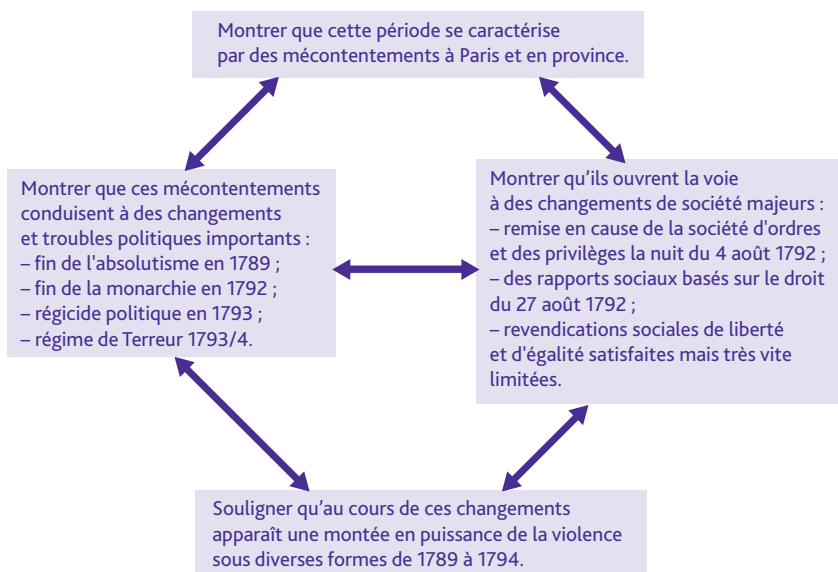 Montrer que cette période se caractérise
par des mécontentements à Paris et en province.
Montrer que ces mécontentements
conduisent à des changements
et troubles politiques importants :
– fin de l'absolutisme en 1789 ;
– fin de la monarchie en 1792 ;
– régicide politique en 1793 ;
– régime de Terreur 1793/4.
Montrer qu’ils ouvrent la voie
à des changements de société majeurs :
– remise en cause de la société d'ordres
et des privilèges la nuit du 4 août 1792 ;
– des rapports sociaux basés sur le droit
du 27 août 1792 ;
– revendications sociales de liberté
et d'égalité satisfaites mais très vite
limitées.
Souligner qu’au cours de ces changements
apparaît une montée en puissance de la violence
sous diverses formes de 1789 à 1794.